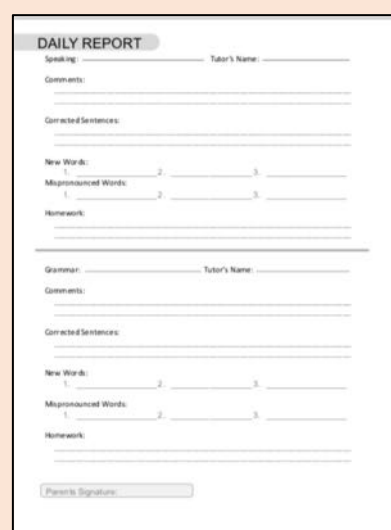 DAILY REPORT
Speaking: Tutor's Name:
Comments:
Corrected Sentences:
New Words:
1. 2. 3.
Mispronounced Words:
1. 2. 3.
Homework:
Grammar: Tutor's Name:
Comments:
Corrected Sentences:
New Words:
1. 2. 3.
Mispronounced Words:
1. 2. 3.
Homework:
Parents Signature: